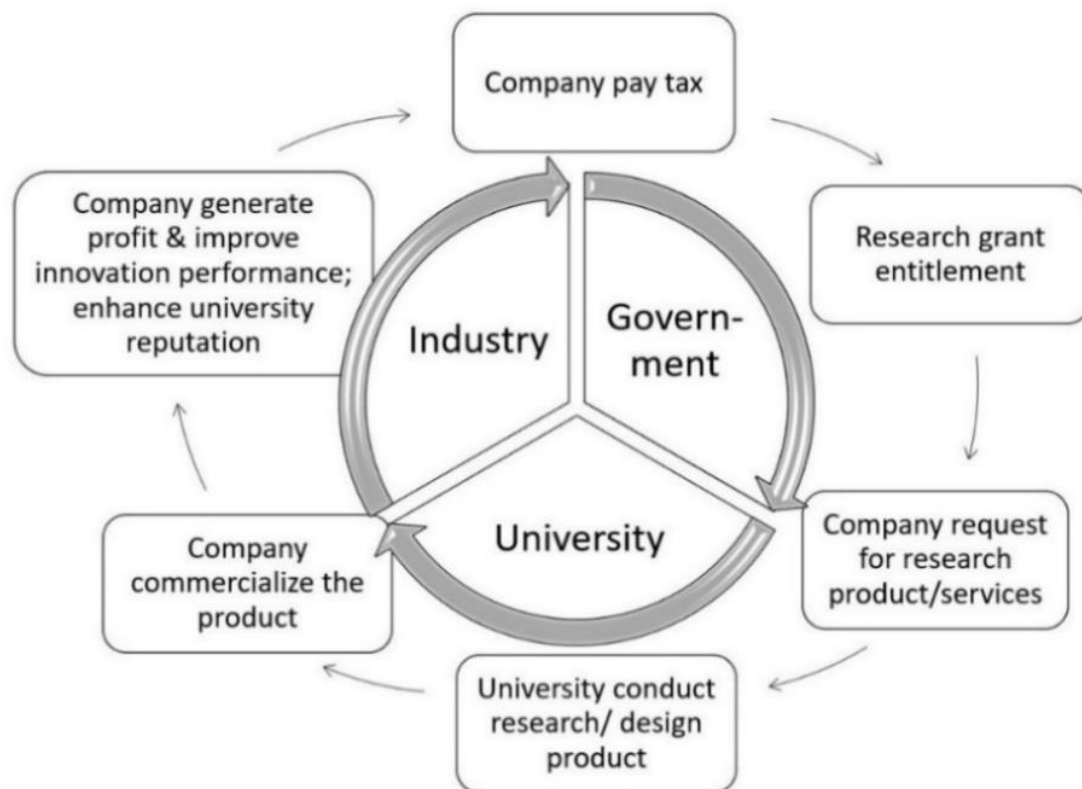 Company pay tax
Research grant
entitlement
Company request
for research
product/services
University conduct
research/ design
product
Company
commercialize the
product
Company generate
profit & improve
innovation performance;
enhance university
reputation
Industry
Govern-
ment
University